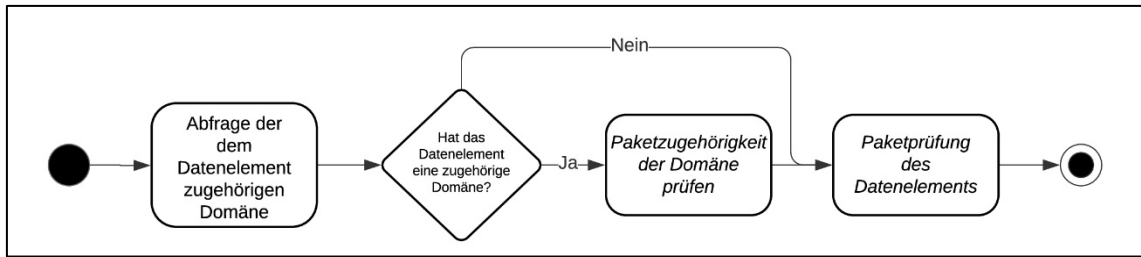 Abfrage der
dem
Datenelement
zugehörigen
Domäne
Hat das
Datenelement
eine zugehörige
Domäne?
Nein
Ja
Paketzugehörigkeit
der Domäne
prüfen
Paketprüfung
des
Datenelements